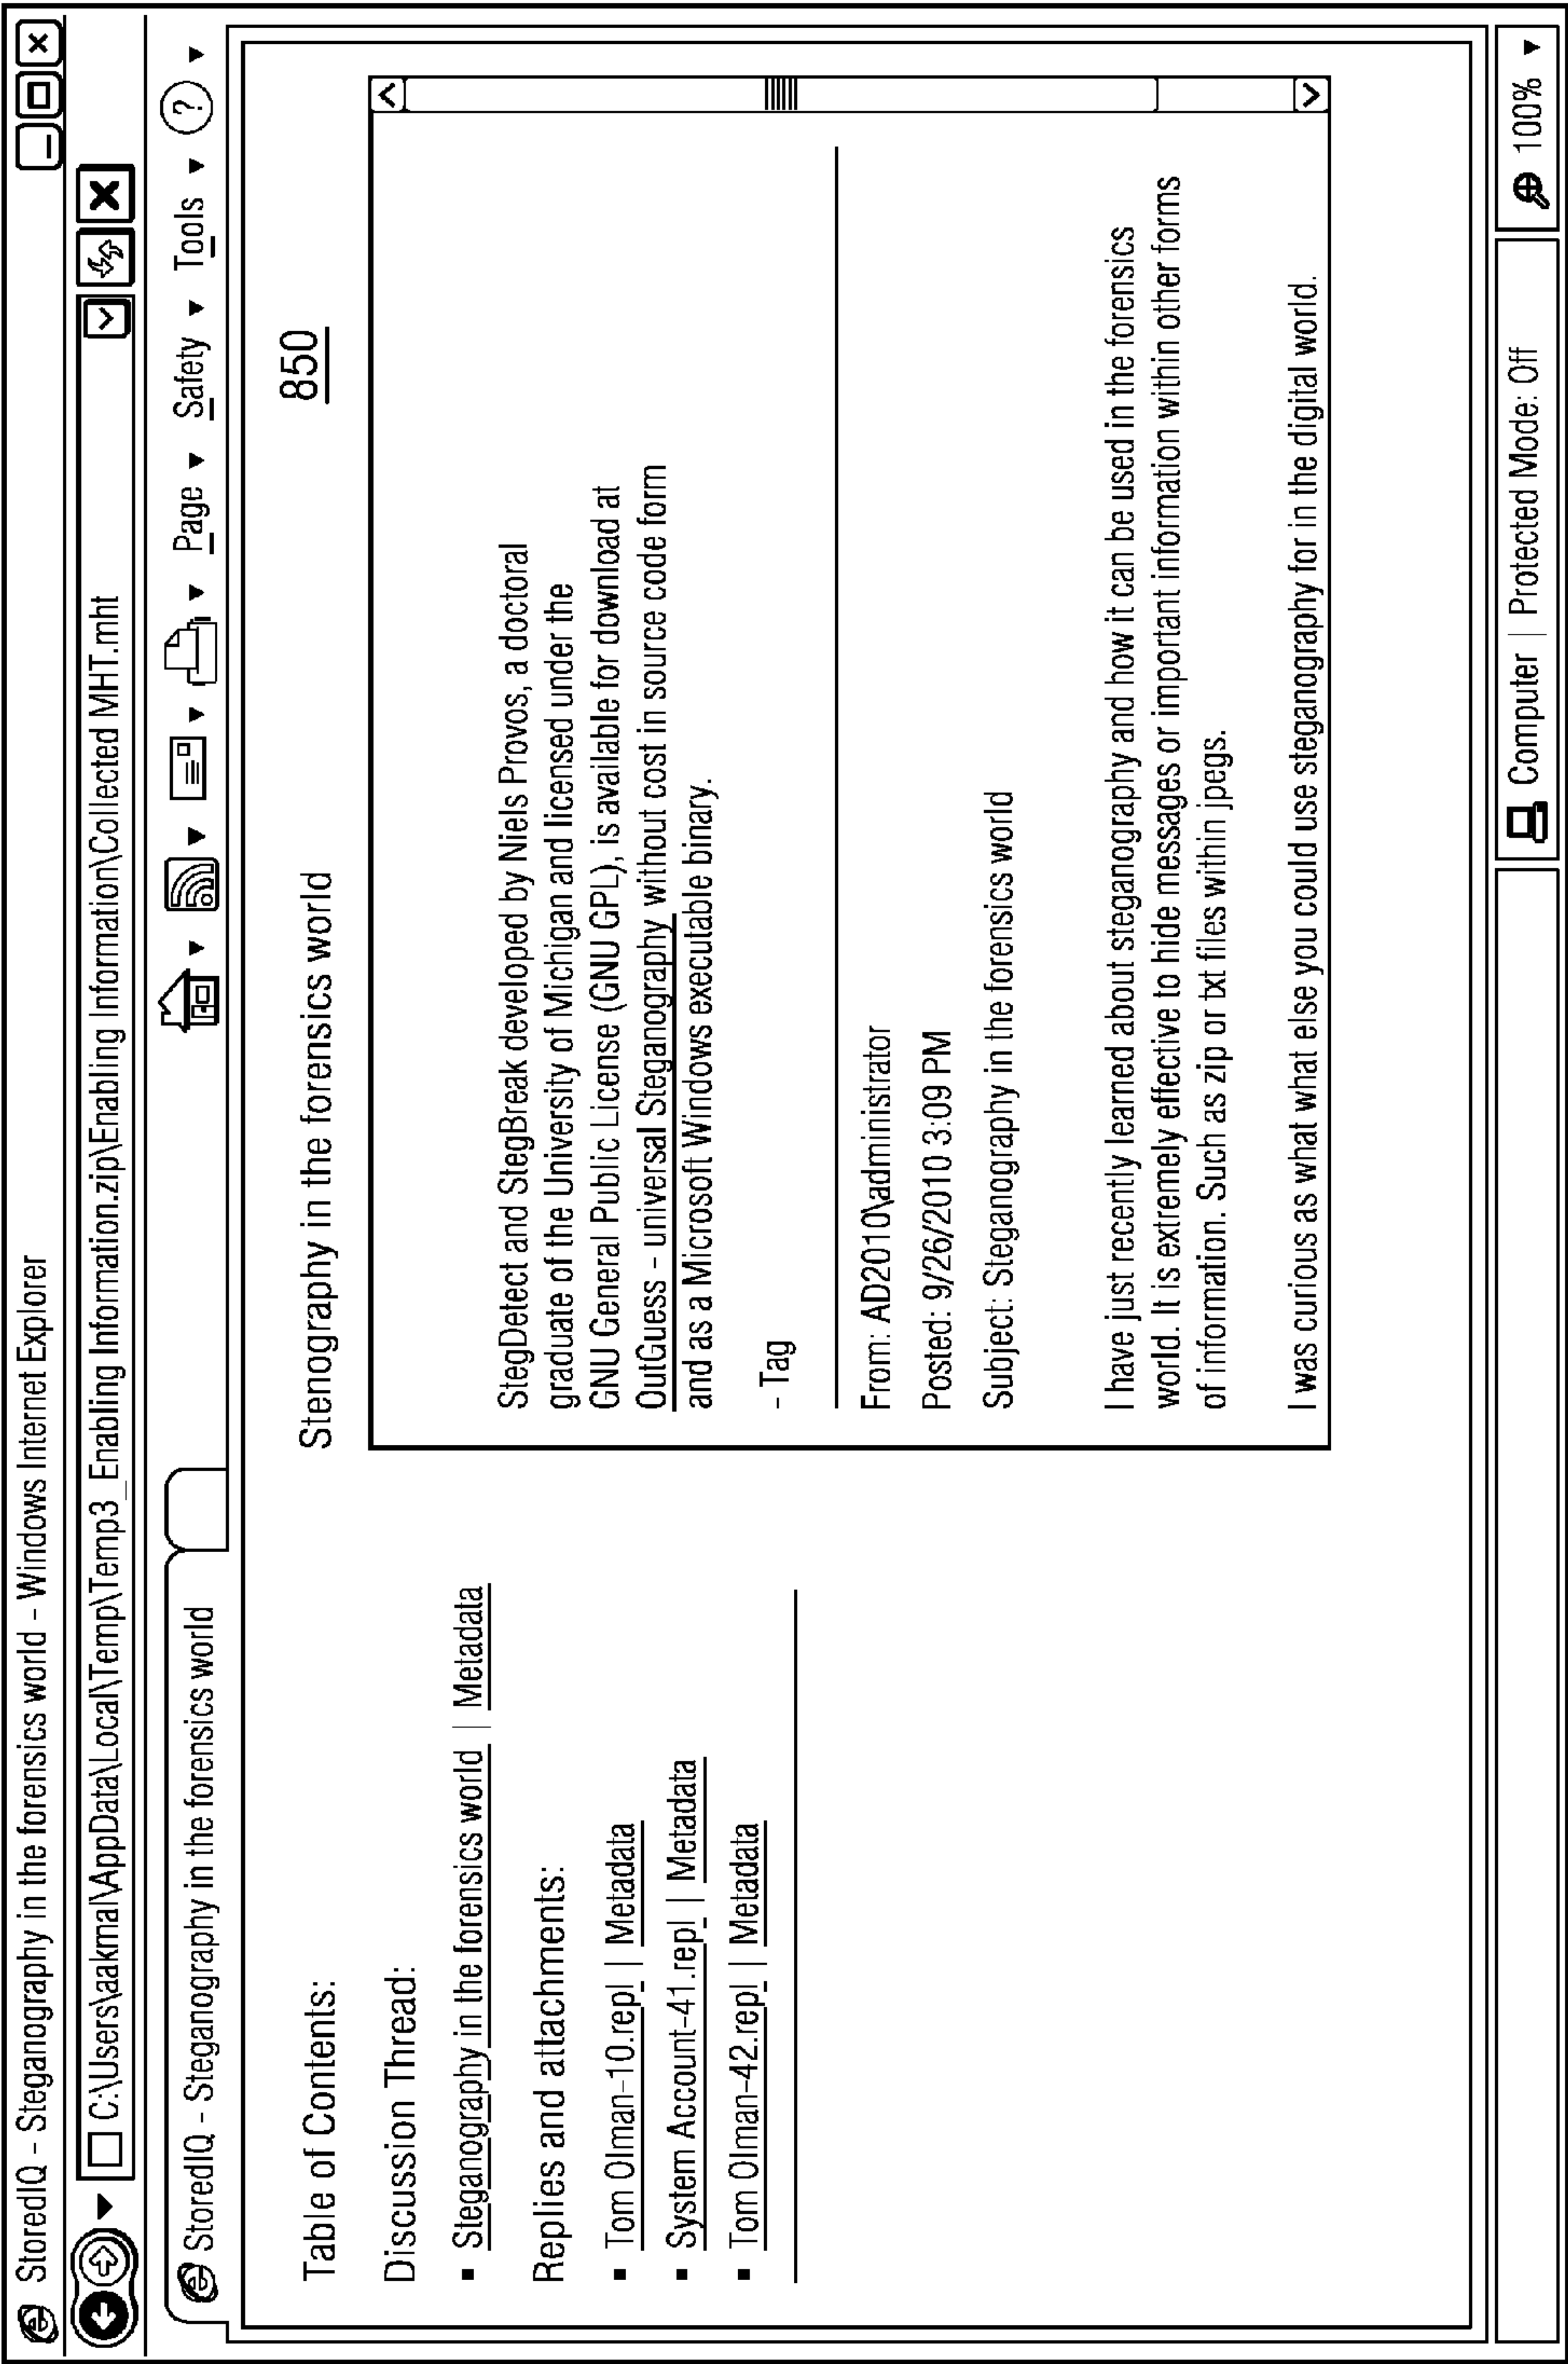 StoredIQ - Steganography in the forensics world - Windows Internet Explorer
C:\Users\aakmal\AppData\Local\Temp\Temp3_Enabling Information.zip\Enabling Information\Collected MHT.mht
StoredIQ - Steganography in the forensics world
Page Safety Tools ?
Table of Contents:
Discussion Thread:
▪ Steganography in the forensics world | Metadata
Replies and attachments:
▪ Tom Olman-10.repl | Metadata
▪ System Account-41.repl | Metadata
▪ Tom Olman-42.repl | Metadata
Stenography in the forensics world
850
StegDetect and StegBreak developed by Niels Provos, a doctoral
graduate of the University of Michigan and licensed under the
GNU General Public License (GNU GPL), is available for download at
OutGuess - universal Steganography without cost in source code form
and as a Microsoft Windows executable binary.
- Tag
From: AD2010\administrator
Posted: 9/26/2010 3:09 PM
Subject: Steganography in the forensics world
I have just recently learned about steganography and how it can be used in the forensics
world. It is extremely effective to hide messages or important information within other forms
of information. Such as zip or txt files within jpegs.
I was curious as what what else you could use steganography for in the digital world.
Computer | Protected Mode: Off
100%